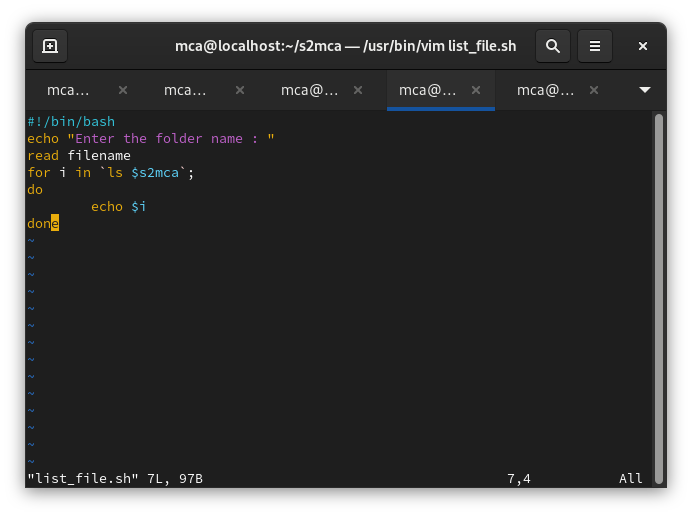 mca@localhost:~/s2mca — /usr/bin/vim list_file.sh
mca… mca… mca@… mca@… mca@…
#!/bin/bash
echo "Enter the folder name : "
read filename
for i in `ls $s2mca`;
do
        echo $i
done
~
~
~
~
~
~
~
~
~
~
~
~
~
~
"list_file.sh" 7L, 97B 7,4 All